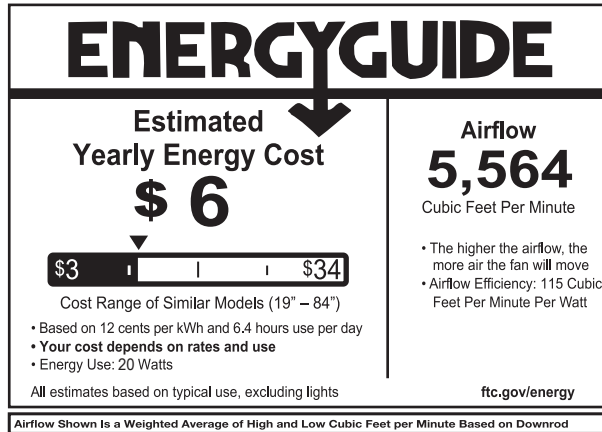 ENERGYGUIDE
Estimated
Yearly Energy Cost
$ 6
$3
$34
Cost Range of Similar Models (19” – 84”)
• Based on 12 cents per kWh and 6.4 hours use per day
• Your cost depends on rates and use
• Energy Use: 20 Watts
All estimates based on typical use, excluding lights
Airflow
5,564
Cubic Feet Per Minute
• The higher the airflow, the
more air the fan will move
• Airflow Efficiency: 115 Cubic
Feet Per Minute Per Watt
ftc.gov/energy
Airflow Shown Is a Weighted Average of High and Low Cubic Feet per Minute Based on Downrod